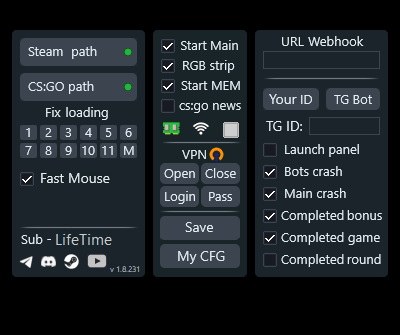 Steam path
CS:GO path
Fix loading
1 2 3 4 5 6
7 8 9 10 11 M
Fast Mouse
Sub - LifeTime
v 1.8.231
Start Main
RGB strip
Start MEM
cs:go news
VPN
Open Close
Login Pass
Save
My CFG
URL Webhook
Your ID TG Bot
TG ID:
Launch panel
Bots crash
Main crash
Completed bonus
Completed game
Completed round